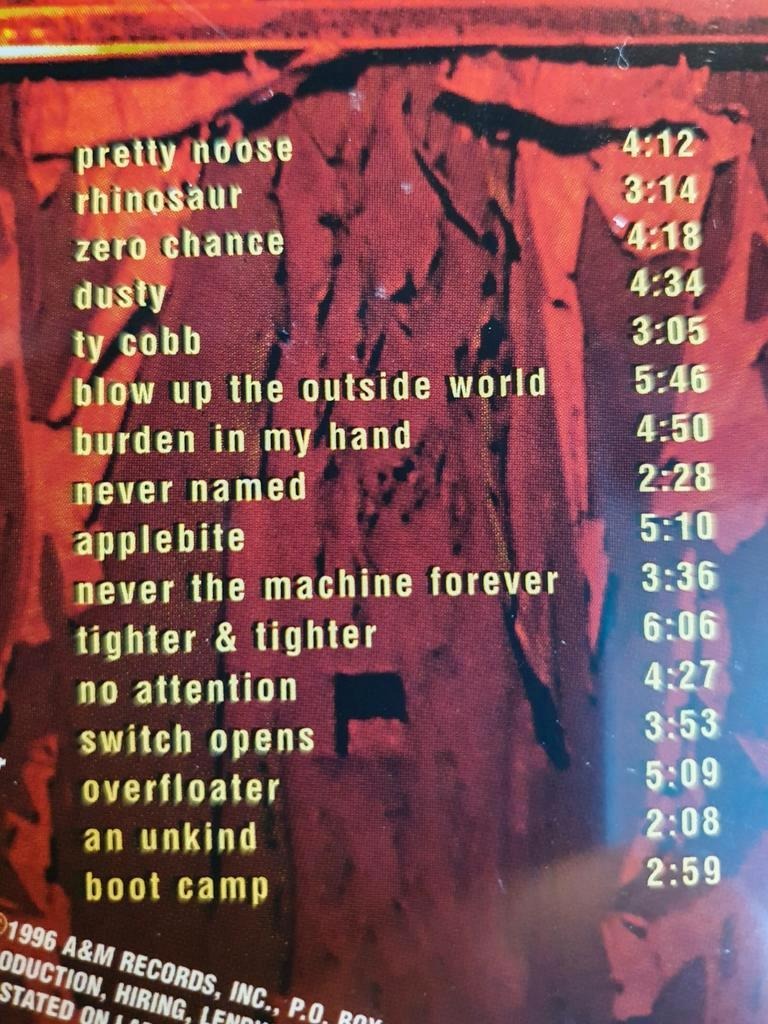 pretty noose 4:12
rhinosaur 3:14
zero chance 4:18
dusty 4:34
ty cobb 3:05
blow up the outside world 5:46
burden in my hand 4:50
never named 2:28
applebite 5:10
never the machine forever 3:36
tighter & tighter 6:06
no attention 4:27
switch opens 3:53
overfloater 5:09
an unkind 2:08
boot camp 2:59
©1996 A&M RECORDS, INC., P.O. BOX
ODUCTION, HIRING,
STATED ON